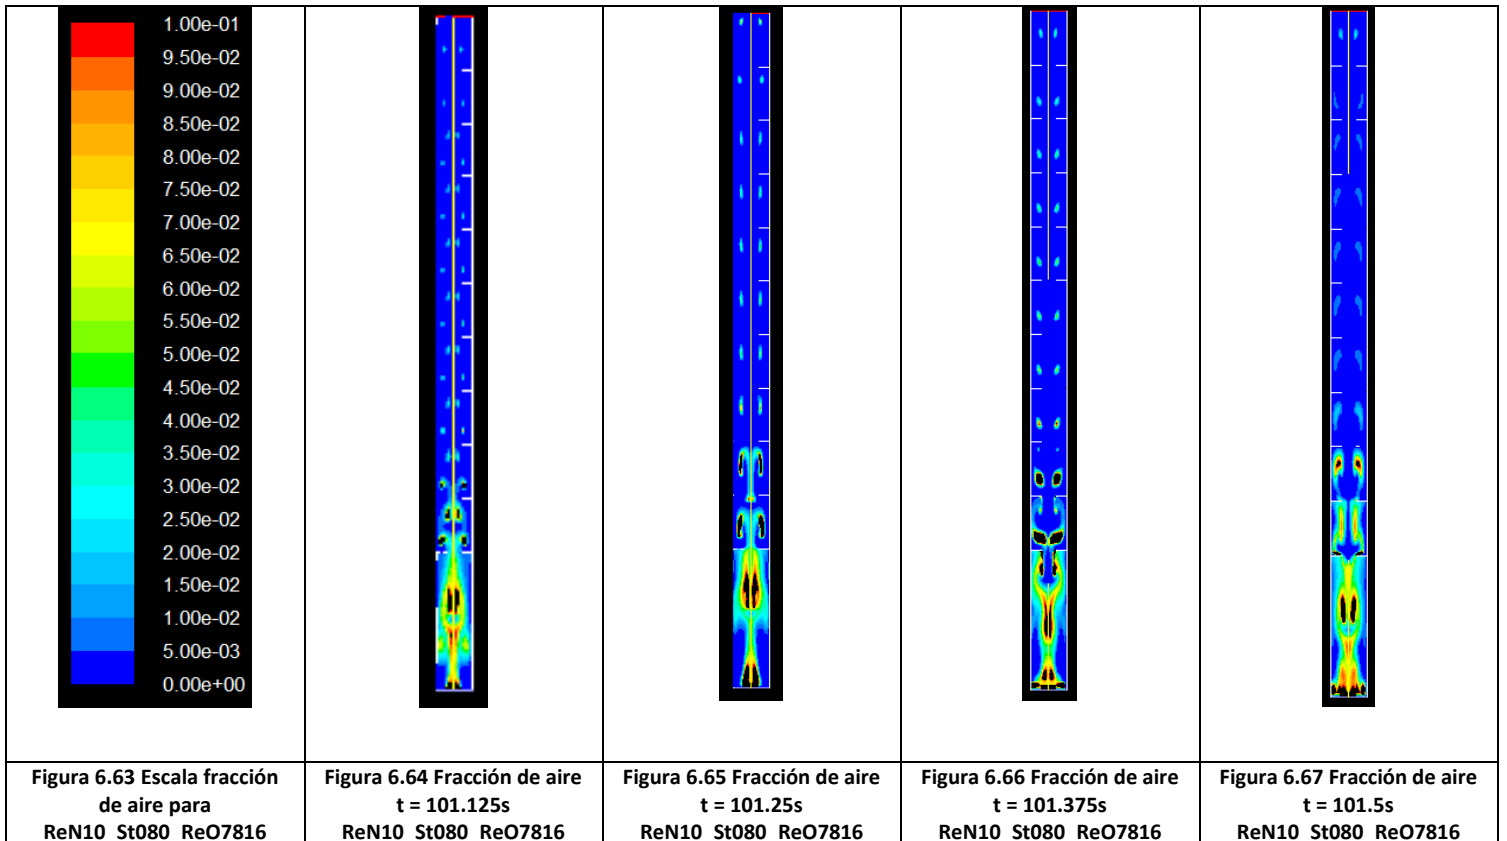 1.00e-01
9.50e-02
9.00e-02
8.50e-02
8.00e-02
7.50e-02
7.00e-02
6.50e-02
6.00e-02
5.50e-02
5.00e-02
4.50e-02
4.00e-02
3.50e-02
3.00e-02
2.50e-02
2.00e-02
1.50e-02
1.00e-02
5.00e-03
0.00e+00
Figura 6.63 Escala fracción
de aire para
ReN10 St080 ReO7816
Figura 6.64 Fracción de aire
t = 101.125s
ReN10 St080 ReO7816
Figura 6.65 Fracción de aire
t = 101.25s
ReN10 St080 ReO7816
Figura 6.66 Fracción de aire
t = 101.375s
ReN10 St080 ReO7816
Figura 6.67 Fracción de aire
t = 101.5s
ReN10 St080 ReO7816